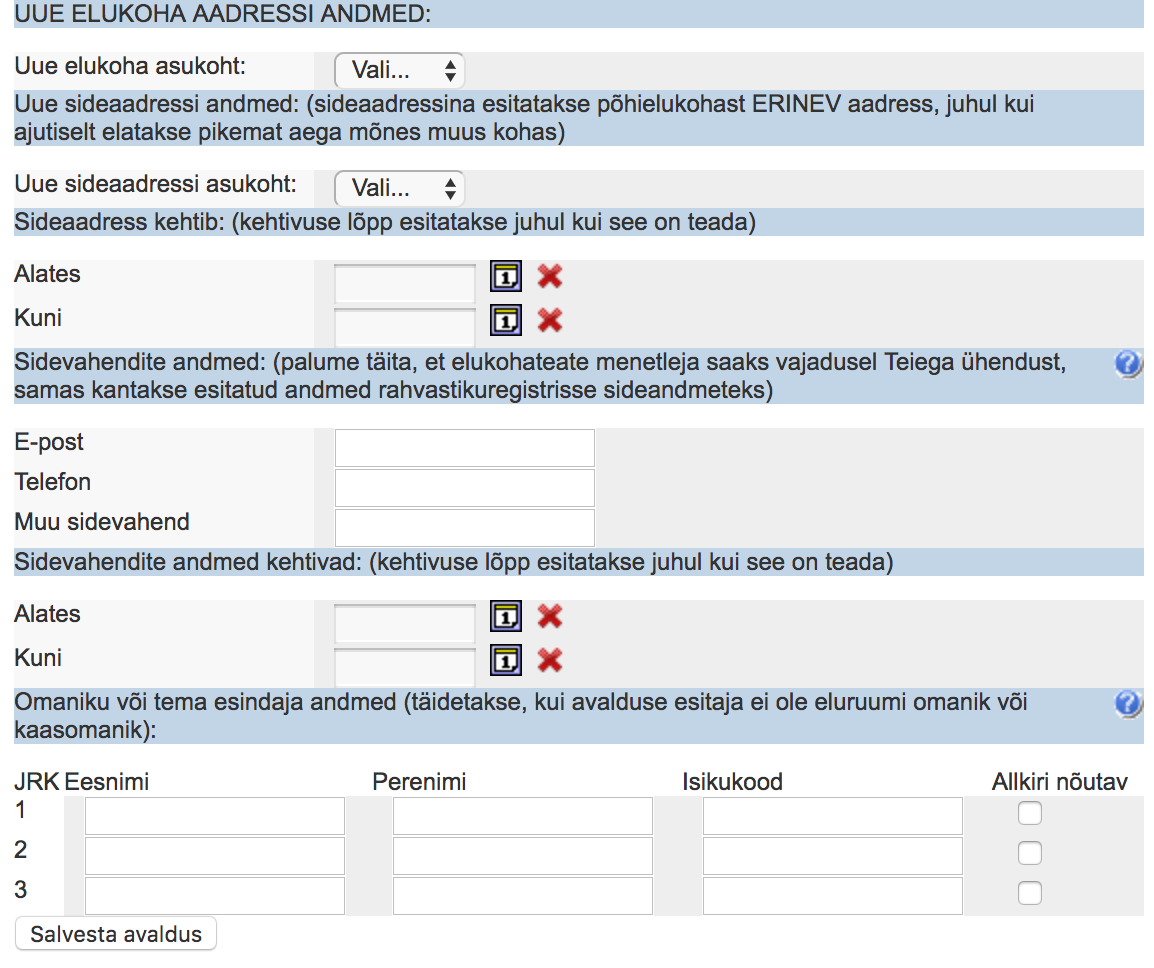 UUE ELUKOHA AADRESSI ANDMED:
Uue elukoha asukoht: Vali...
Uue sideaadressi andmed: (sideaadressina esitatakse põhielukohast ERINEV aadress, juhul kui
ajutiselt elatakse pikemat aega mõnes muus kohas)
Uue sideaadressi asukoht: Vali...
Sideaadress kehtib: (kehtivuse lõpp esitatakse juhul kui see on teada)
Alates 1
Kuni 1
Sidevahendite andmed: (palume täita, et elukohateate menetleja saaks vajadusel Teiega ühendust, ?
samas kantakse esitatud andmed rahvastikuregistrisse sideandmeteks)
E-post
Telefon
Muu sidevahend
Sidevahendite andmed kehtivad: (kehtivuse lõpp esitatakse juhul kui see on teada)
Alates 1
Kuni 1
Omaniku või tema esindaja andmed (täidetakse, kui avalduse esitaja ei ole eluruumi omanik või ?
kaasomanik):
JRK Eesnimi Perenimi Isikukood Allkiri nõutav
1
2
3
Salvesta avaldus